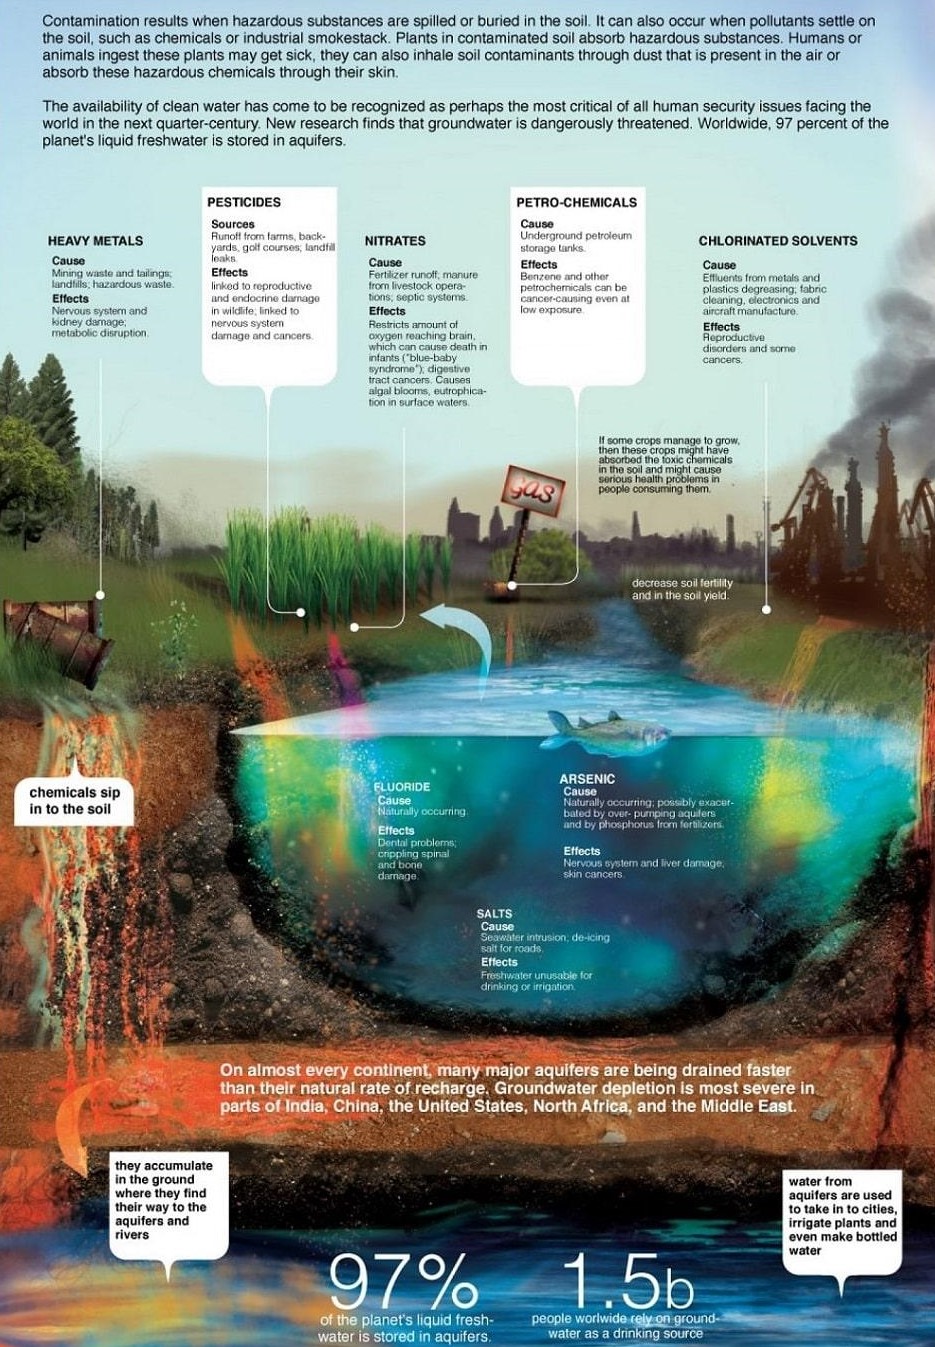 Contamination results when hazardous substances are spilled or buried in the soil. It can also occur when pollutants settle on
the soil, such as chemicals or industrial smokestack. Plants in contaminated soil absorb hazardous substances. Humans or
animals ingest these plants may get sick, they can also inhale soil contaminants through dust that is present in the air or
absorb these hazardous chemicals through their skin.
The availability of clean water has come to be recognized as perhaps the most critical of all human security issues facing the
world in the next quarter-century. New research finds that groundwater is dangerously threatened. Worldwide, 97 percent of the
planet's liquid freshwater is stored in aquifers.
HEAVY METALS
Cause
Mining waste and tailings;
landfills; hazardous waste.
Effects
Nervous system and
kidney damage;
metabolic disruption.
PESTICIDES
Sources
Runoff from farms, back-
yards, golf courses; landfill
leaks.
Effects
linked to reproductive
and endocrine damage
in wildlife; linked to
nervous system
damage and cancers.
NITRATES
Cause
Fertilizer runoff; manure
from livestock opera-
tions; septic systems.
Effects
Restricts amount of
oxygen reaching brain,
which can cause death in
infants ("blue-baby
syndrome"); digestive
tract cancers. Causes
algal blooms, eutrophica-
tion in surface waters.
PETRO-CHEMICALS
Cause
Underground petroleum
storage tanks.
Effects
Benzene and other
petrochemicals can be
cancer-causing even at
low exposure.
CHLORINATED SOLVENTS
Cause
Effluents from metals and
plastics degreasing; fabric
cleaning, electronics and
aircraft manufacture.
Effects
Reproductive
disorders and some
cancers.
If some crops manage to grow,
then these crops might have
absorbed the toxic chemicals
in the soil and might cause
serious health problems in
people consuming them.
gas
decrease soil fertility
and in the soil yield.
chemicals sip
in to the soil
FLUORIDE
Cause
Naturally occurring.
Effects
Dental problems;
crippling spinal
and bone
damage.
ARSENIC
Cause
Naturally occurring; possibly exacer-
bated by over- pumping aquifers
and by phosphorus from fertilizers.
Effects
Nervous system and liver damage;
skin cancers.
SALTS
Cause
Seawater intrusion; de-icing
salt for roads.
Effects
Freshwater unusable for
drinking or irrigation.
On almost every continent, many major aquifers are being drained faster
than their natural rate of recharge. Groundwater depletion is most severe in
parts of India, China, the United States, North Africa, and the Middle East.
they accumulate
in the ground
where they find
their way to the
aquifers and
rivers
water from
aquifers are used
to take in to cities,
irrigate plants and
even make bottled
water
97%
of the planet's liquid fresh-
water is stored in aquifers.
1.5b
people worlwide rely on ground-
water as a drinking source